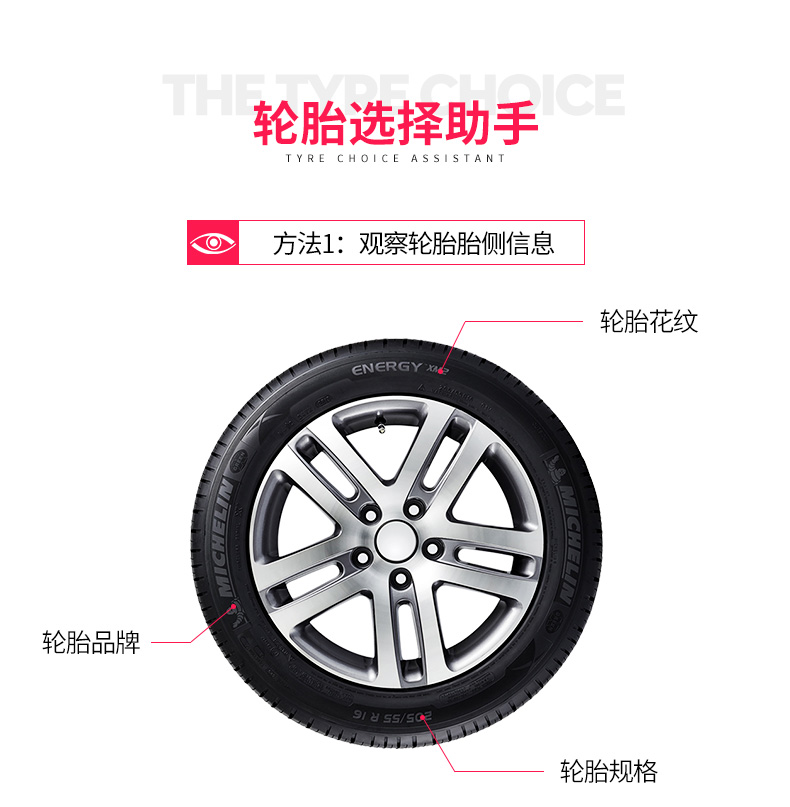 THE TYRE CHOICE
轮胎选择助手
TYRE CHOICE ASSISTANT
方法1：观察轮胎胎侧信息
轮胎花纹
ENERGY XM2
MICHELIN
MICHELIN
轮胎品牌
205/55 R 16
轮胎规格